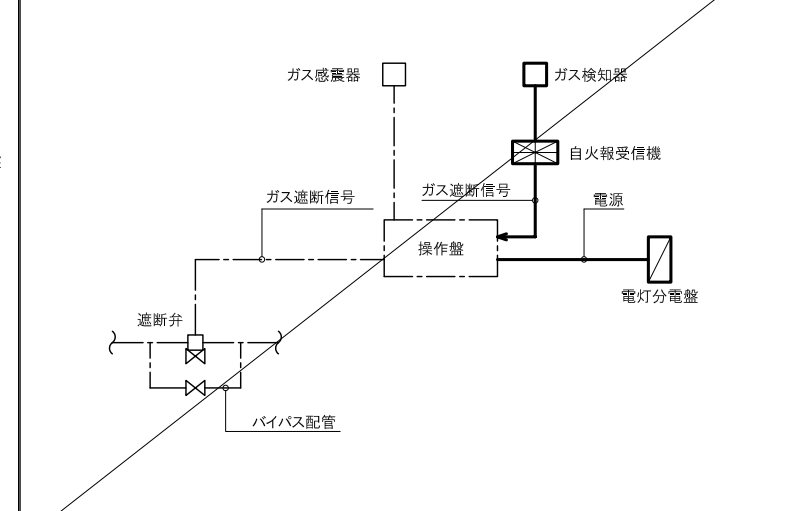 ガス感震器
ガス検知器
自火報受信機
ガス遮断信号
ガス遮断信号
電源
操作盤
電灯分電盤
遮断弁
バイパス配管